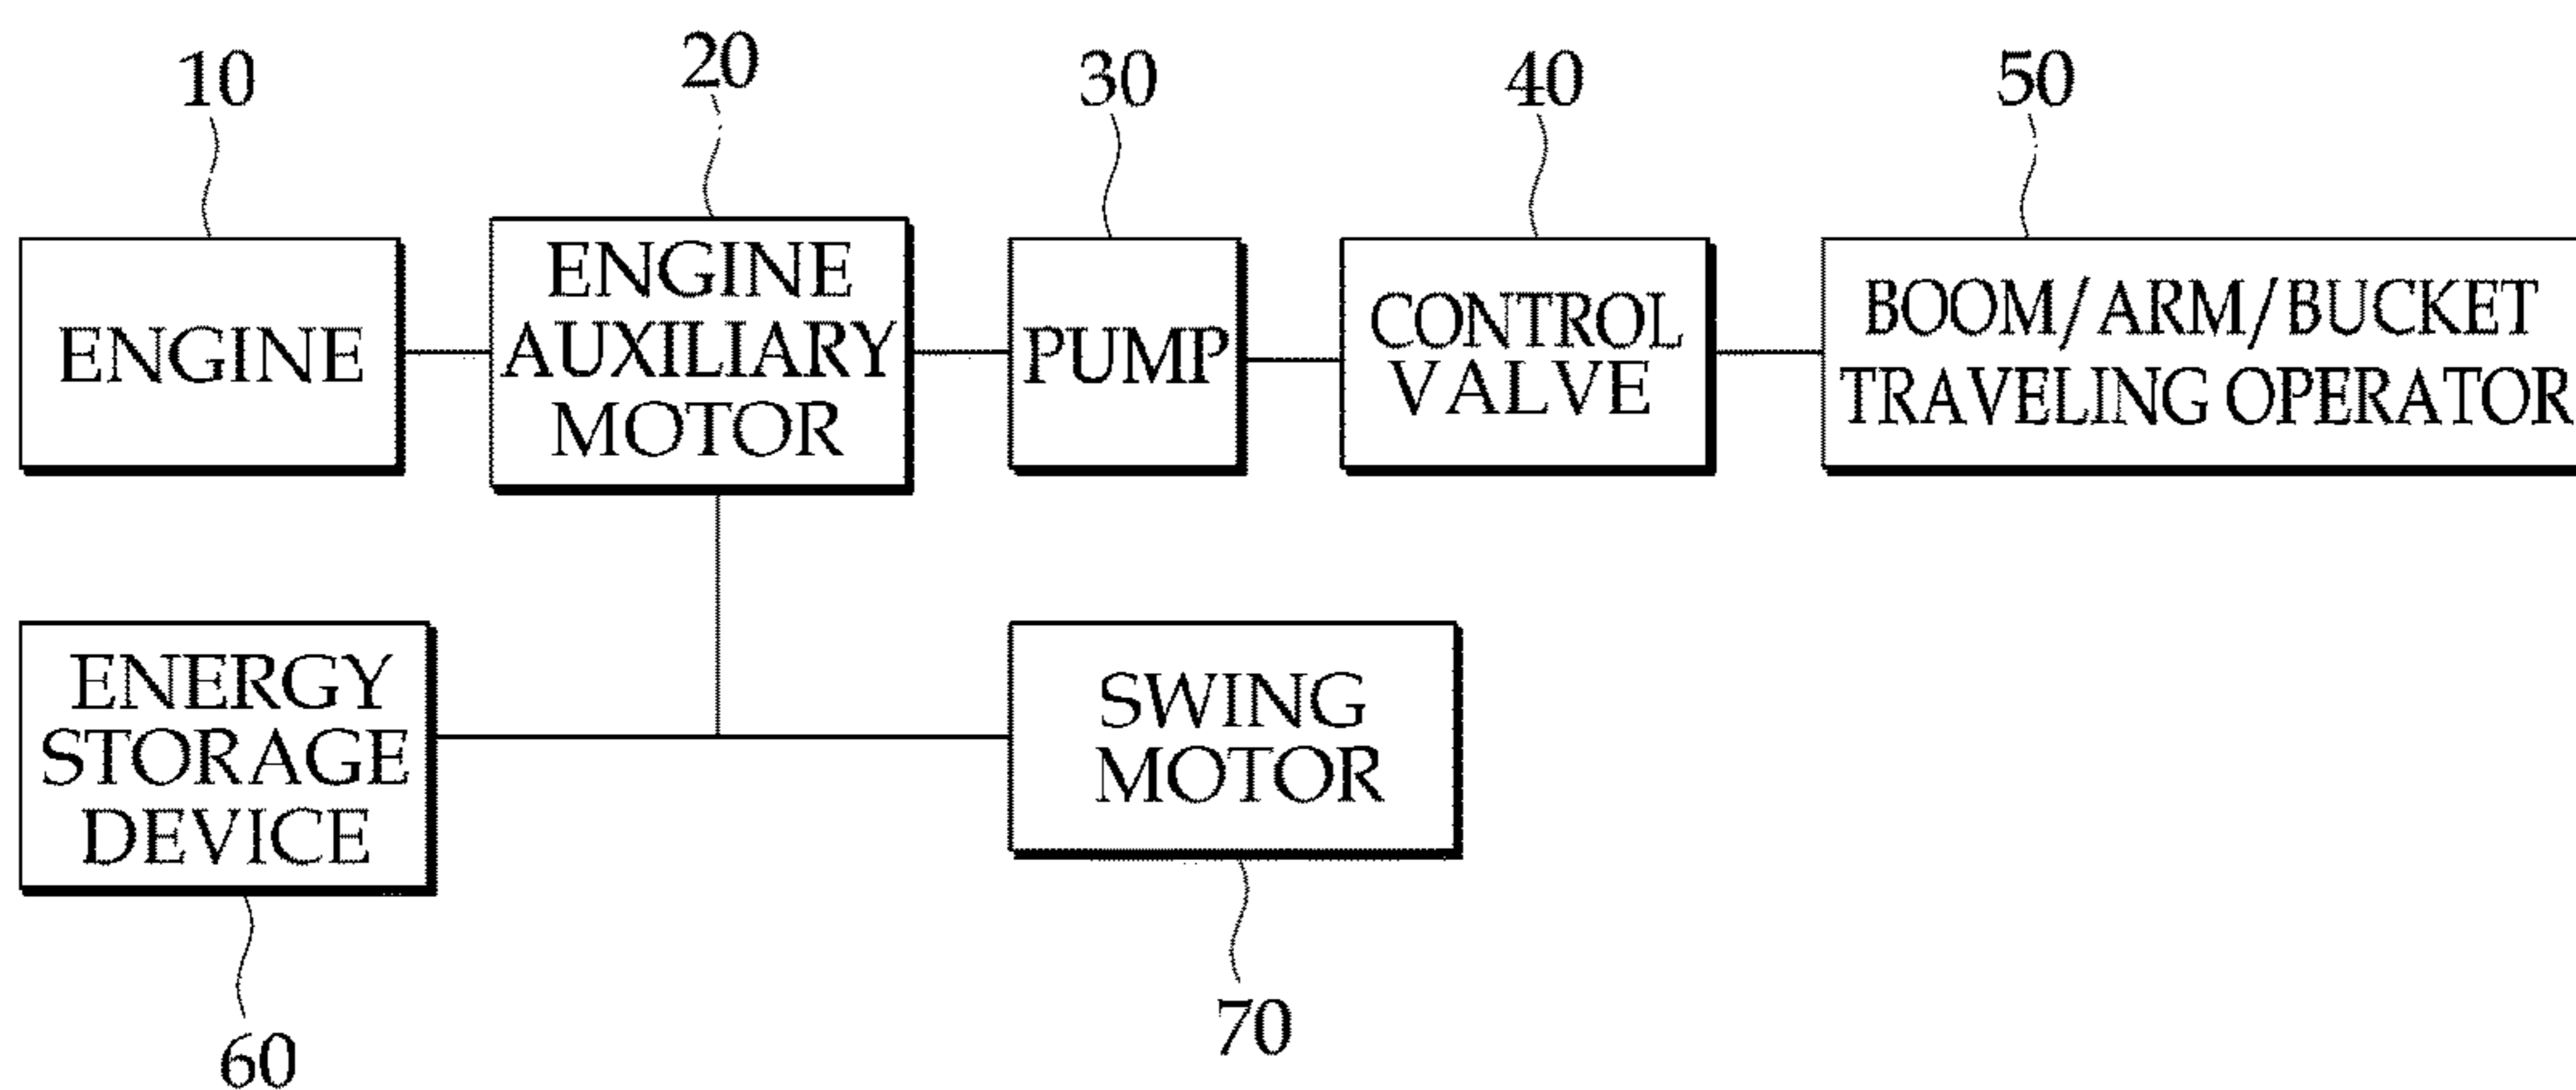 10
20
30
40
50
ENGINE
ENGINE
AUXILIARY
MOTOR
PUMP
CONTROL
VALVE
BOOM/ARM/BUCKET
TRAVELING OPERATOR
ENERGY
STORAGE
DEVICE
SWING
MOTOR
60
70